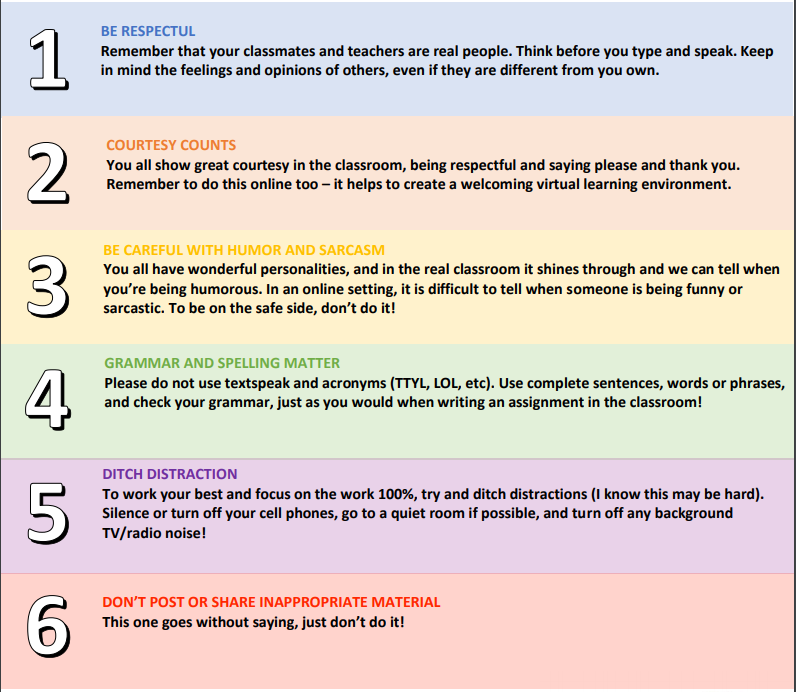 1
BE RESPECTUL
Remember that your classmates and teachers are real people. Think before you type and speak. Keep
in mind the feelings and opinions of others, even if they are different from you own.
2
COURTESY COUNTS
You all show great courtesy in the classroom, being respectful and saying please and thank you.
Remember to do this online too – it helps to create a welcoming virtual learning environment.
3
BE CAREFUL WITH HUMOR AND SARCASM
You all have wonderful personalities, and in the real classroom it shines through and we can tell when
you’re being humorous. In an online setting, it is difficult to tell when someone is being funny or
sarcastic. To be on the safe side, don’t do it!
4
GRAMMAR AND SPELLING MATTER
Please do not use textspeak and acronyms (TTYL, LOL, etc). Use complete sentences, words or phrases,
and check your grammar, just as you would when writing an assignment in the classroom!
5
DITCH DISTRACTION
To work your best and focus on the work 100%, try and ditch distractions (I know this may be hard).
Silence or turn off your cell phones, go to a quiet room if possible, and turn off any background
TV/radio noise!
6
DON’T POST OR SHARE INAPPROPRIATE MATERIAL
This one goes without saying, just don’t do it!